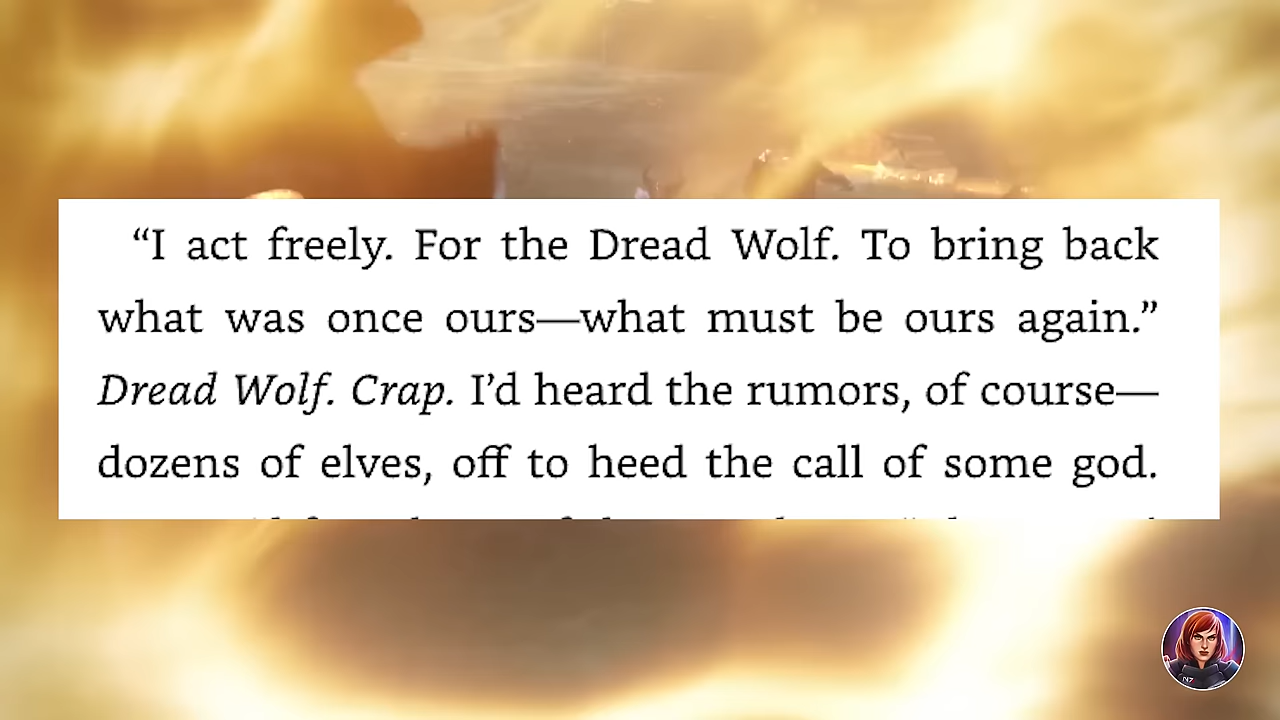 “I act freely. For the Dread Wolf. To bring back
what was once ours—what must be ours again.”
Dread Wolf. Crap. I’d heard the rumors, of course—
dozens of elves, off to heed the call of some god.
N7